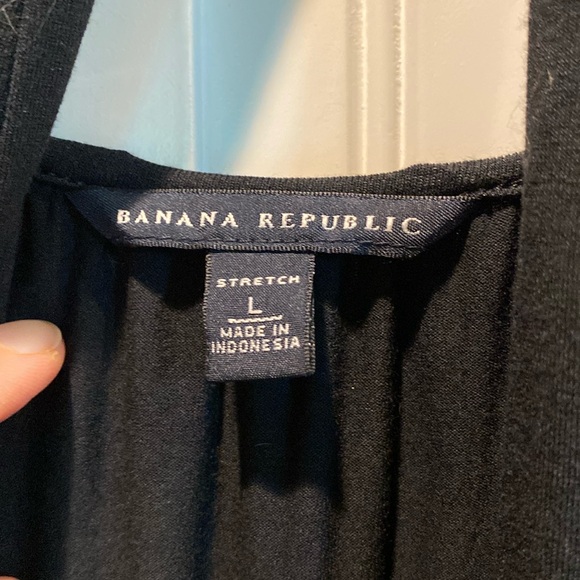 BANANA REPUBLIC
STRETCH
L
MADE IN
INDONESIA